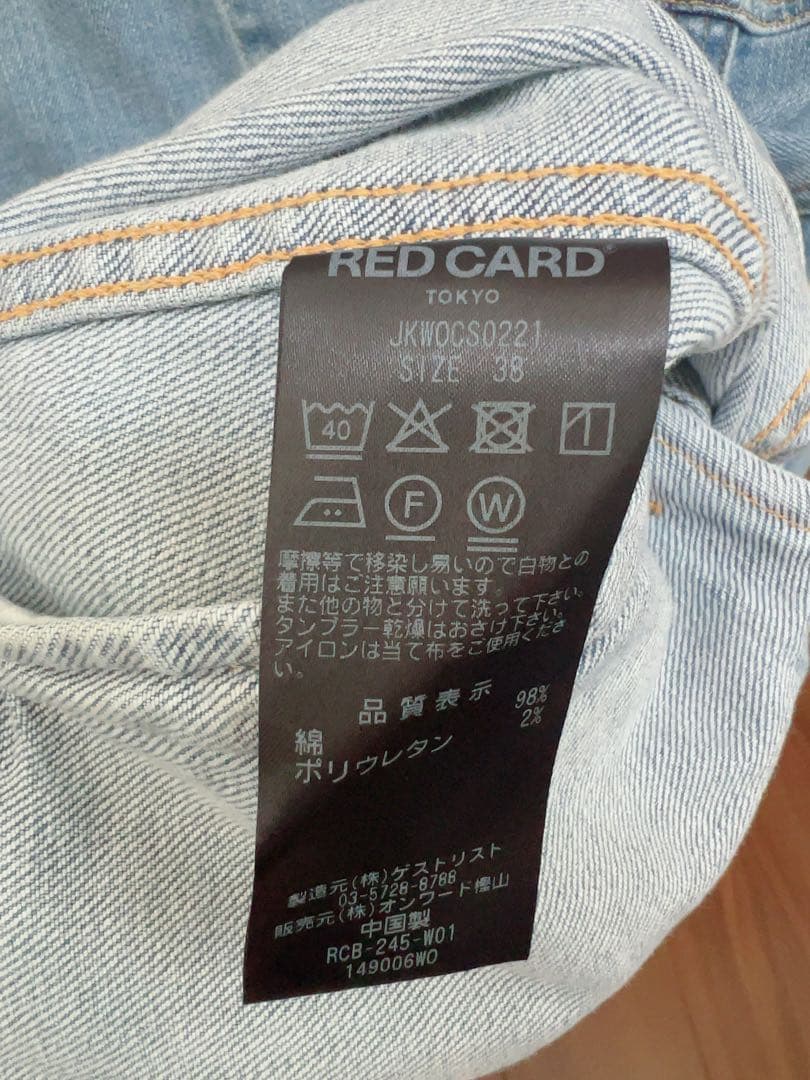 RED CARD®
TOKYO
JKWOCS0221
SIZE 38
40
F W
摩擦等で移染し易いので白物との
着用はご注意願います。
また他の物と分けて洗って下さい。
タンブラー乾燥はおさけ下さい。
アイロンは当て布をご使用くださ
い。
品質表示
綿 98%
ポリウレタン 2%
製造元(株)ゲストリスト
03-5728-8788
販売元(株)オンワード樫山
中国製
RCB-245-W01
149006WO